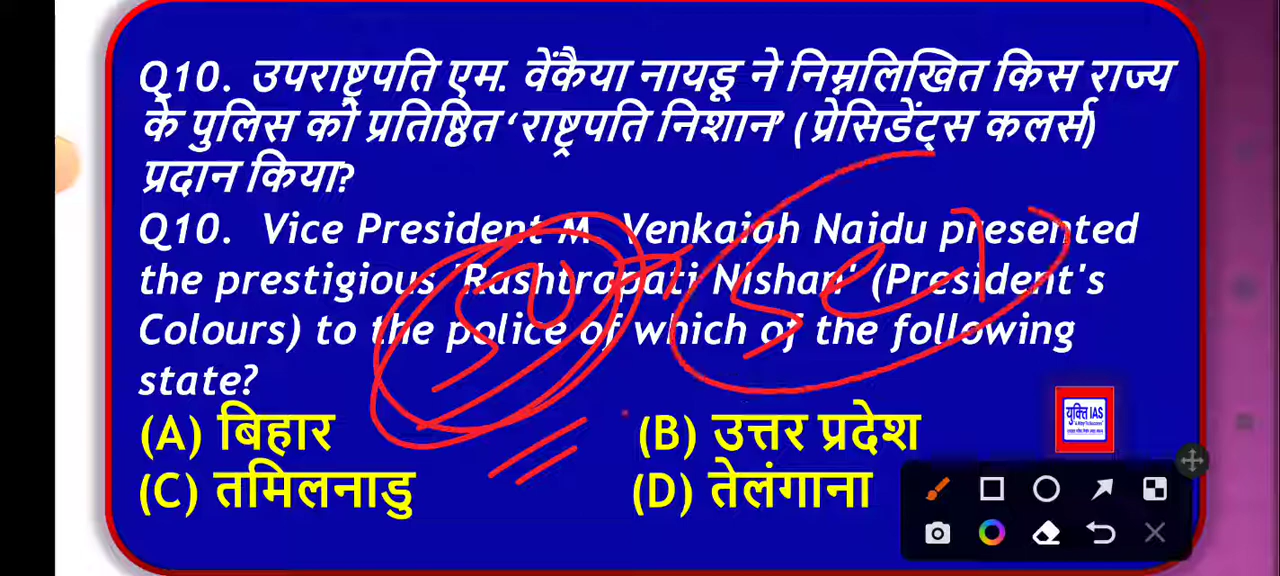 Q10. उपराष्ट्रपति एम. वेंकैया नायडू ने निम्नलिखित किस राज्य
के पुलिस को प्रतिष्ठित ‘राष्ट्रपति निशान’ (प्रेसिडेंट्स कलर्स)
प्रदान किया?
Q10. Vice President M. Venkaiah Naidu presented
the prestigious 'Rashtrapati Nishan' (President's
Colours) to the police of which of the following
state?
(A) बिहार (B) उत्तर प्रदेश
युक्ति IAS
(C) तमिलनाडु (D) तेलंगाना